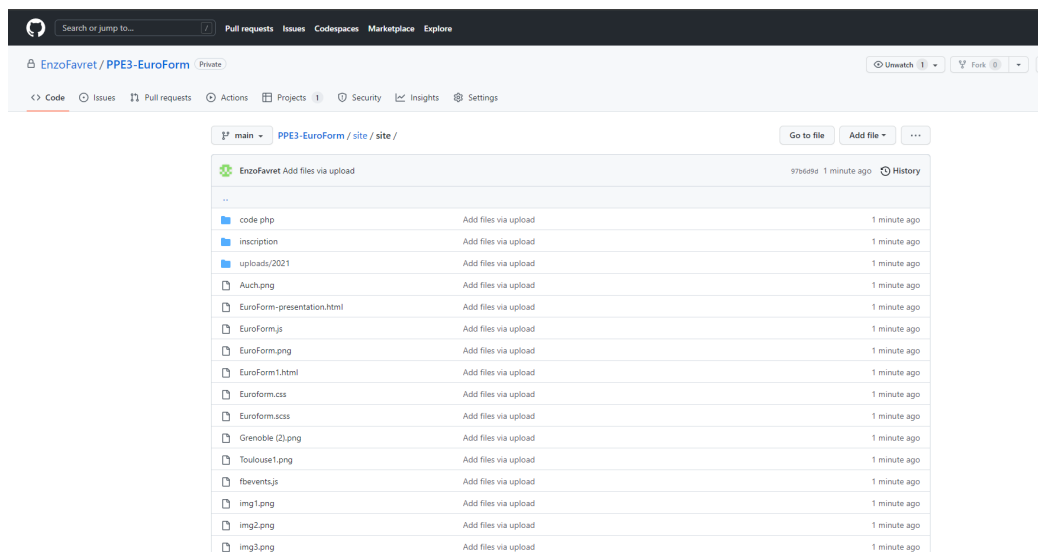 Search or jump to... / Pull requests Issues Codespaces Marketplace Explore
EnzoFavret / PPE3-EuroForm Private Unwatch 1 Fork 0
<> Code Issues Pull requests Actions Projects 1 Security Insights Settings
main PPE3-EuroForm / site / site / Go to file Add file ...
EnzoFavret Add files via upload 97b6d9d 1 minute ago History
..
code php Add files via upload 1 minute ago
inscription Add files via upload 1 minute ago
uploads/2021 Add files via upload 1 minute ago
Auch.png Add files via upload 1 minute ago
EuroForm-presentation.html Add files via upload 1 minute ago
EuroForm.js Add files via upload 1 minute ago
EuroForm.png Add files via upload 1 minute ago
EuroForm1.html Add files via upload 1 minute ago
Euroform.css Add files via upload 1 minute ago
Euroform.scss Add files via upload 1 minute ago
Grenoble (2).png Add files via upload 1 minute ago
Toulouse1.png Add files via upload 1 minute ago
fbevents.js Add files via upload 1 minute ago
img1.png Add files via upload 1 minute ago
img2.png Add files via upload 1 minute ago
img3.png Add files via upload 1 minute ago